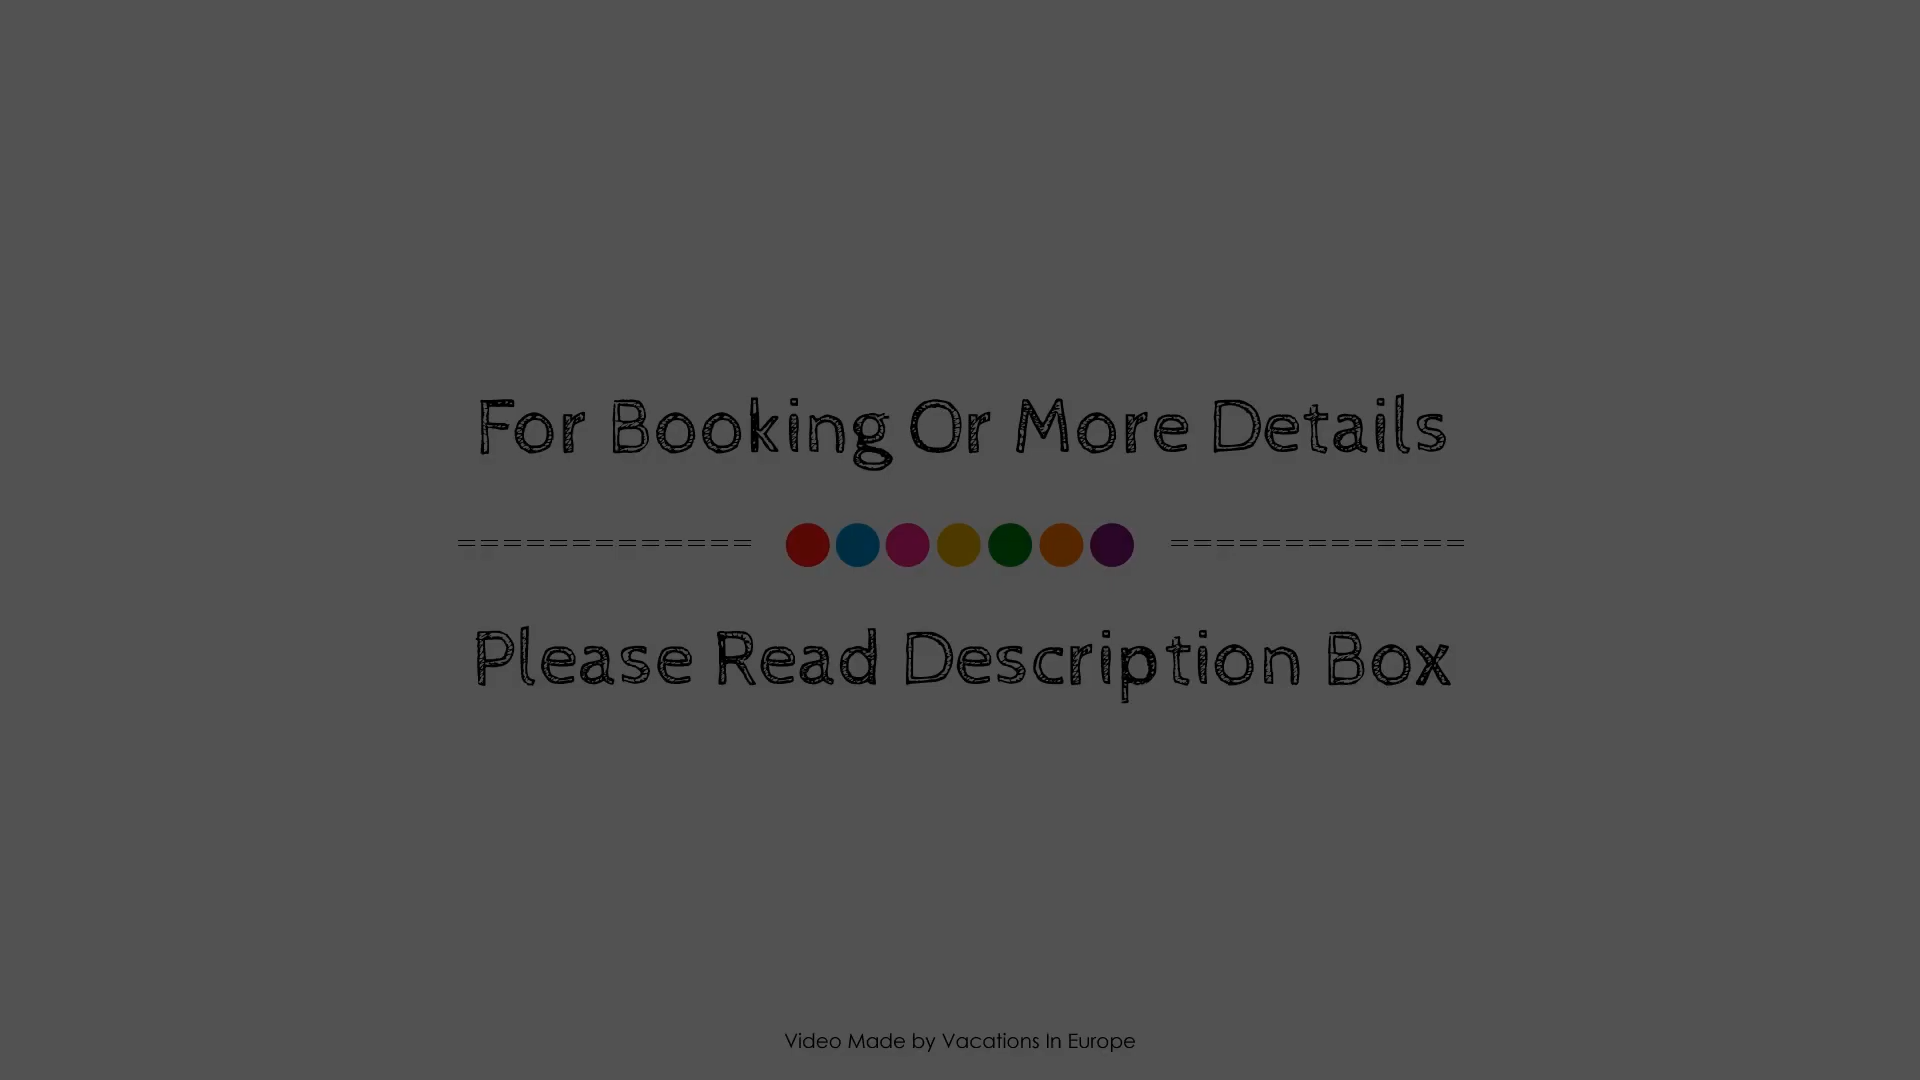 For Booking Or More Details
============= =============
Please Read Description Box
Video Made by Vacations In Europe